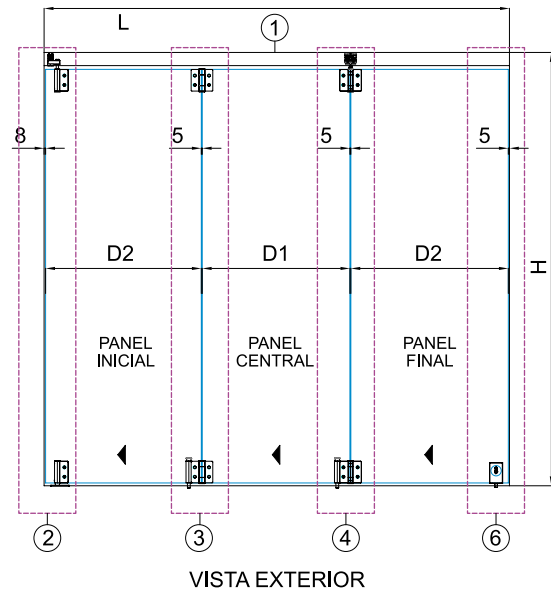 L
1
8
5
5
5
D2
D1
D2
H
PANEL
INICIAL
PANEL
CENTRAL
PANEL
FINAL
2
3
4
6
VISTA EXTERIOR